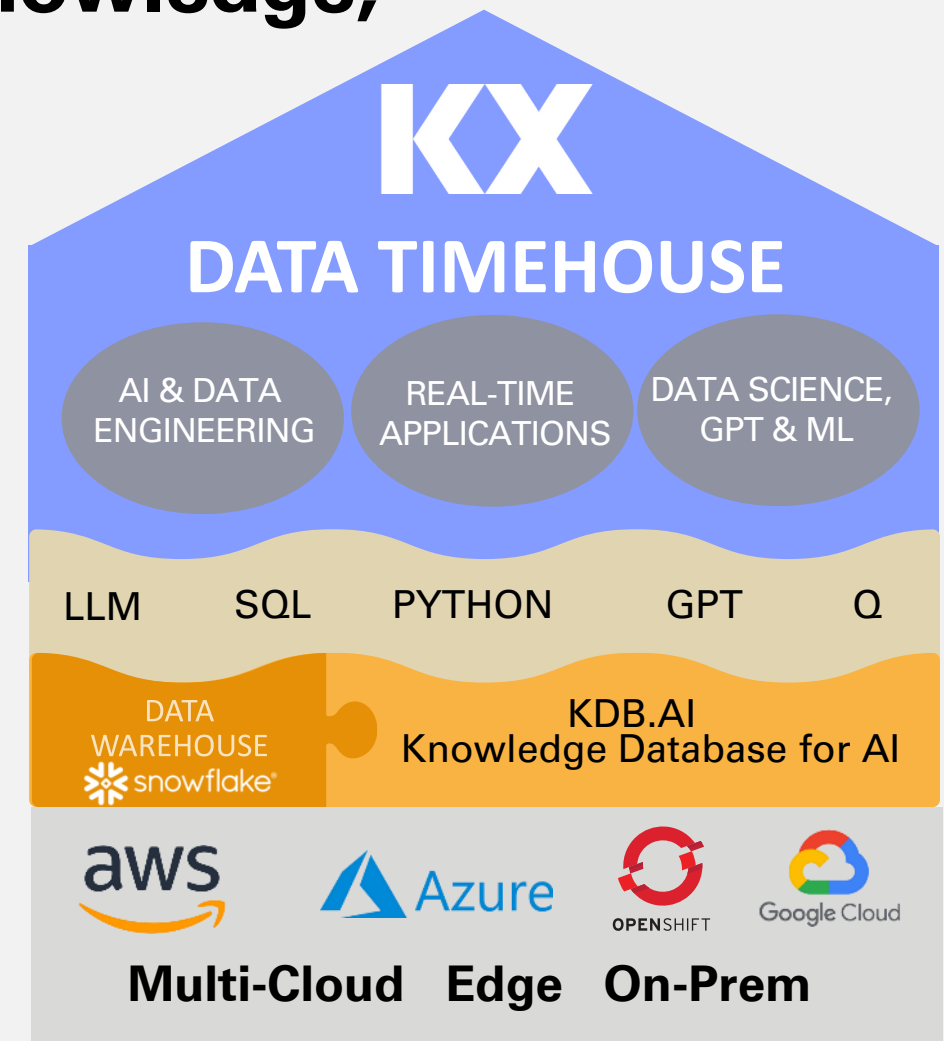 KX
DATA TIMEHOUSE
AI & DATA
ENGINEERING
REAL-TIME
APPLICATIONS
DATA SCIENCE,
GPT & ML
LLM SQL PYTHON GPT Q
DATA
WAREHOUSE
snowflake®
KDB.AI
Knowledge Database for AI
aws
Azure
OPENSHIFT
Google Cloud
Multi-Cloud Edge On-Prem